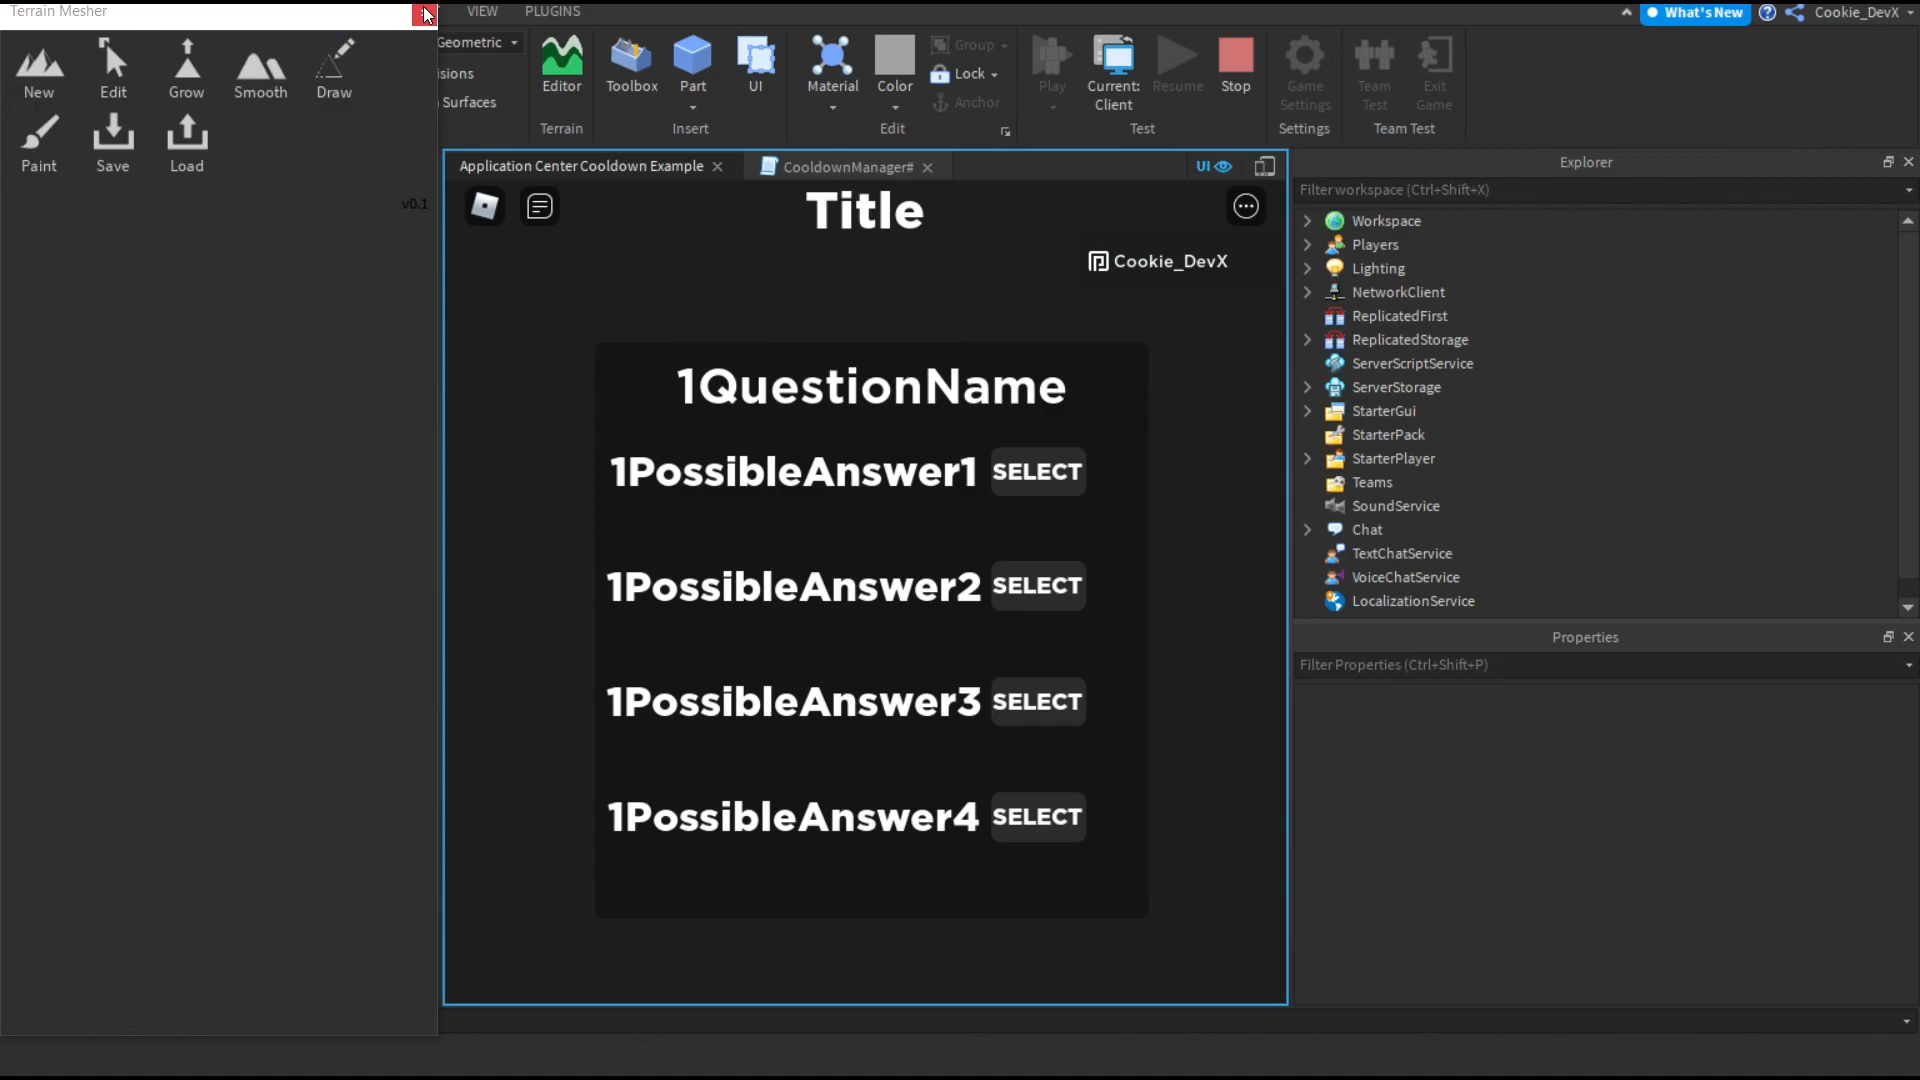 Terrain Mesher
VIEW PLUGINS
What's New
Cookie_DevX
New Edit Grow Smooth Draw
Paint Save Load
v0.1
Geometric
Editor
Terrain
Toolbox Part UI
Insert
Material Color
Group
Lock
Anchor
Edit
Play
Current:
Client
Resume Stop
Test
Game
Settings
Settings
Team
Test
Exit
Game
Team Test
Application Center Cooldown Example
CooldownManager#
UI
Title
Cookie_DevX
1QuestionName
1PossibleAnswer1 SELECT
1PossibleAnswer2 SELECT
1PossibleAnswer3 SELECT
1PossibleAnswer4 SELECT
Explorer
Filter workspace (Ctrl+Shift+X)
Workspace
Players
Lighting
NetworkClient
ReplicatedFirst
ReplicatedStorage
ServerScriptService
ServerStorage
StarterGui
StarterPack
StarterPlayer
Teams
SoundService
Chat
TextChatService
VoiceChatService
LocalizationService
Properties
Filter Properties (Ctrl+Shift+P)